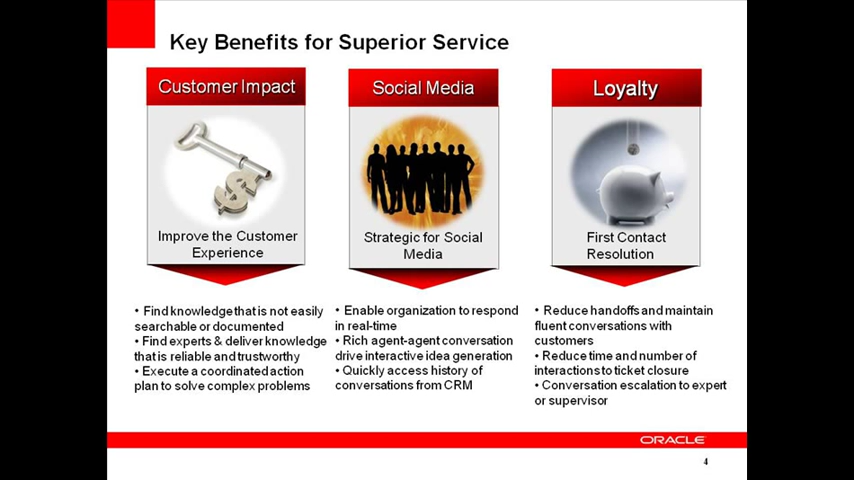 Key Benefits for Superior Service
Customer Impact
Improve the Customer
Experience
• Find knowledge that is not easily
searchable or documented
• Find experts & deliver knowledge
that is reliable and trustworthy
• Execute a coordinated action
plan to solve complex problems
Social Media
Strategic for Social
Media
• Enable organization to respond
in real-time
• Rich agent-agent conversation
drive interactive idea generation
• Quickly access history of
conversations from CRM
Loyalty
First Contact
Resolution
• Reduce handoffs and maintain
fluent conversations with
customers
• Reduce time and number of
interactions to ticket closure
• Conversation escalation to expert
or supervisor
ORACLE
4